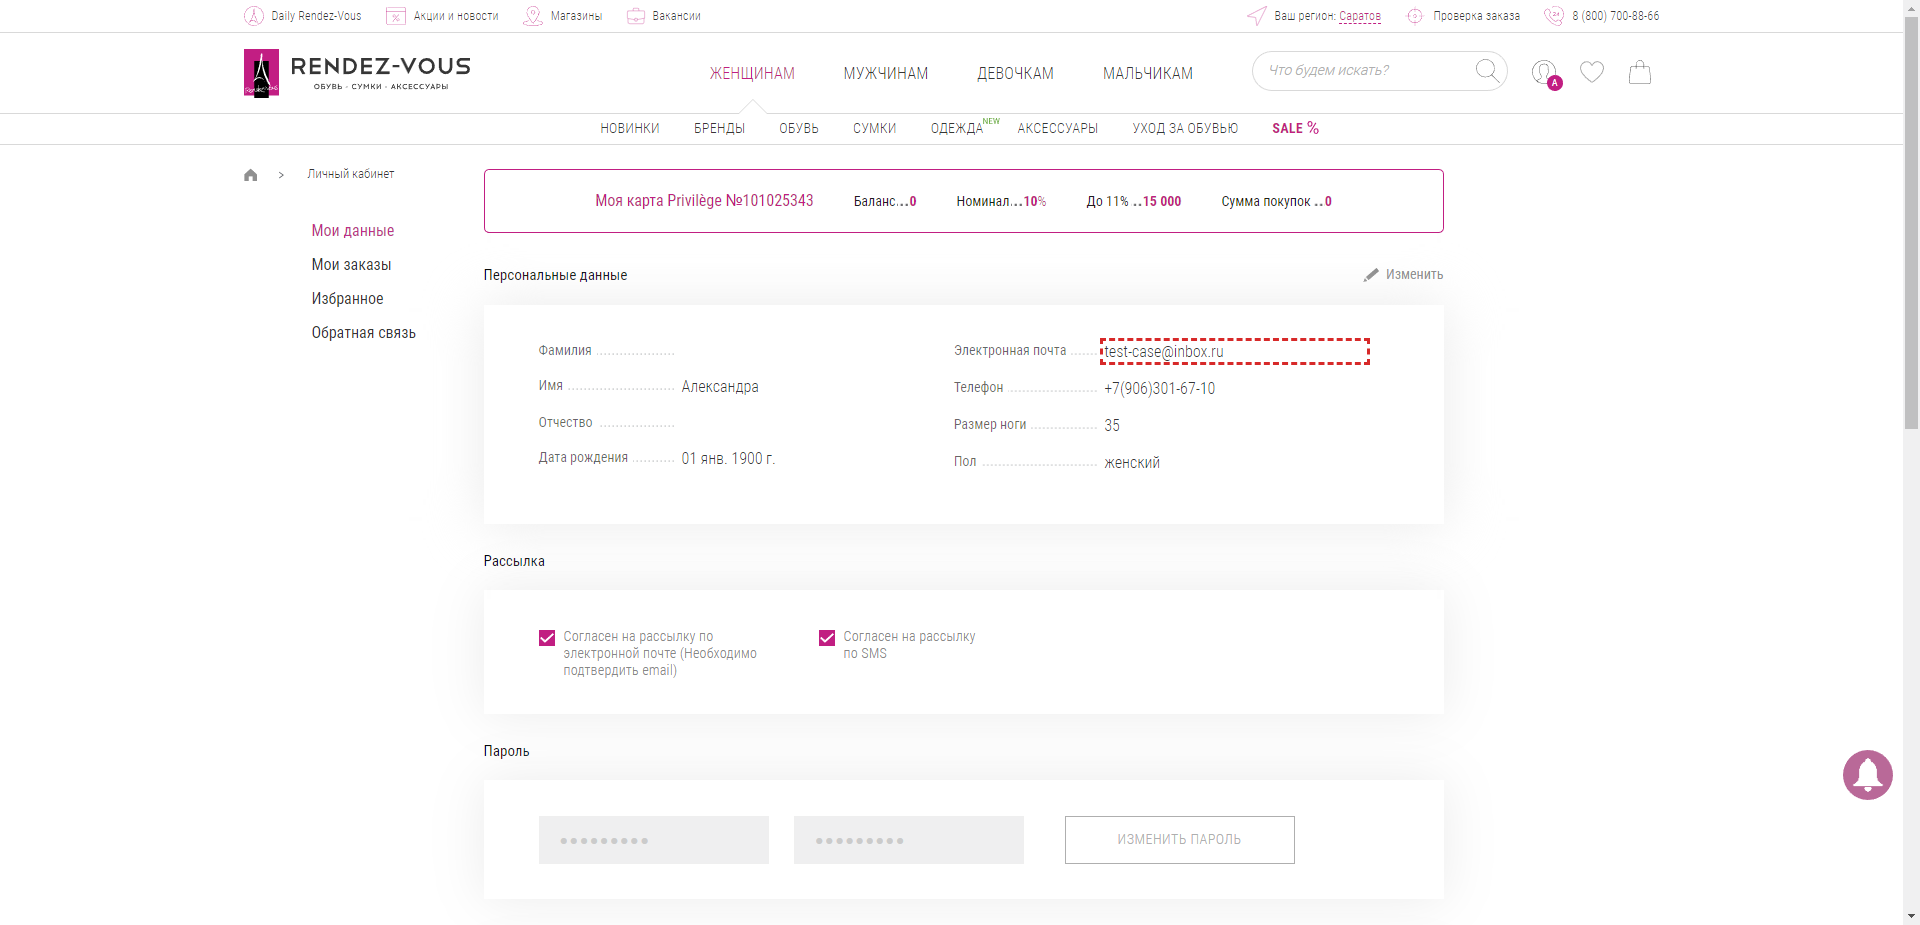 Daily Rendez-Vous
Акции и новости
Магазины
Вакансии
Ваш регион: Саратов
Проверка заказа
8 (800) 700-88-66
RENDEZ-VOUS
ОБУВЬ · СУМКИ · АКСЕССУАРЫ
ЖЕНЩИНАМ
МУЖЧИНАМ
ДЕВОЧКАМ
МАЛЬЧИКАМ
Что будем искать?
A
НОВИНКИ
БРЕНДЫ
ОБУВЬ
СУМКИ
ОДЕЖДА NEW
АКСЕССУАРЫ
УХОД ЗА ОБУВЬЮ
SALE %
> Личный кабинет
Мои данные
Мои заказы
Избранное
Обратная связь
Моя карта Privilège №101025343
Баланс...0
Номинал...10%
До 11% ..15 000
Сумма покупок ..0
Персональные данные
Изменить
Фамилия
Имя Александра
Отчество
Дата рождения 01 янв. 1900 г.
Электронная почта test-case@inbox.ru
Телефон +7(906)301-67-10
Размер ноги 35
Пол женский
Рассылка
Согласен на рассылку по
электронной почте (Необходимо
подтвердить email)
Согласен на рассылку
по SMS
Пароль
ИЗМЕНИТЬ ПАРОЛЬ